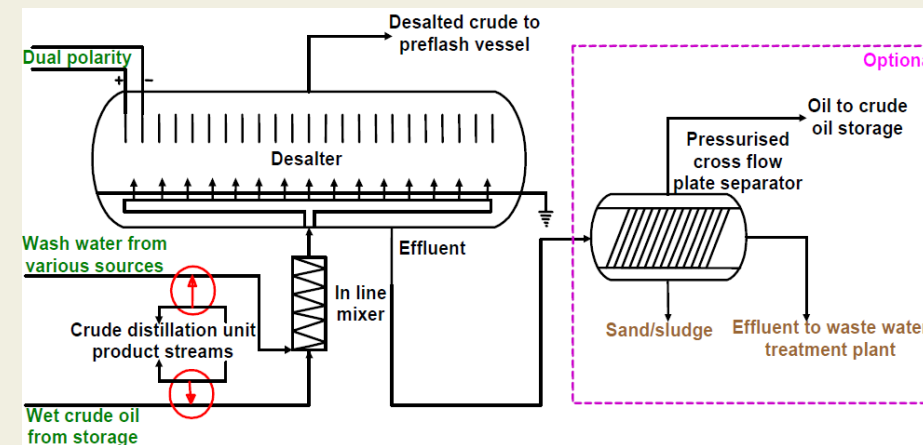 Desalted crude to
preflash vessel
Dual polarity
+ −
Desalter
Optiona
Oil to crude
oil storage
Pressurised
cross flow
plate separator
Wash water from
various sources
Effluent
In line
mixer
Crude distillation unit
product streams
Sand/sludge
Effluent to waste water
treatment plant
Wet crude oil
from storage